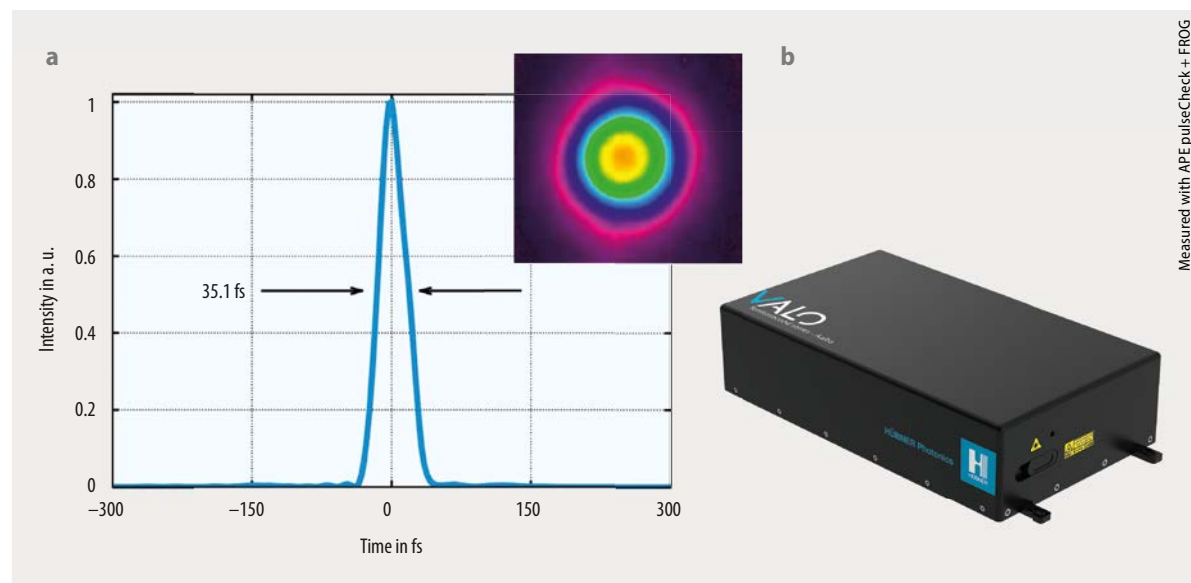 a
b
Measured with APE pulseCheck + FROG
1
0.8
0.6
0.4
0.2
0
Intensity in a. u.
35.1 fs
–300
–150
0
150
300
Time in fs
VALO
HÜBNER Photonics
H
HÜBNER